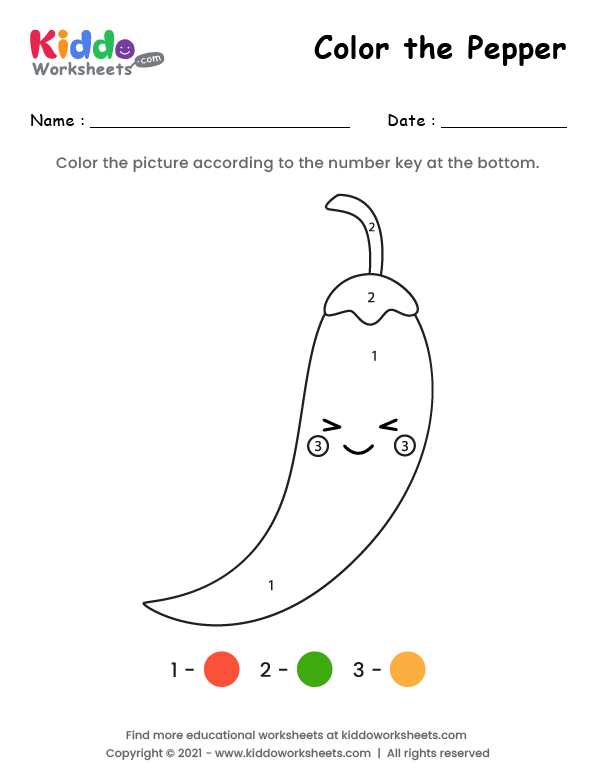 Kiddo
Worksheets.com
Color the Pepper
Name : Date :
Color the picture according to the number key at the bottom.
2
2
1
3 3
1
1 - 2 - 3 -
Find more educational worksheets at kiddoworksheets.com
Copyright © 2021 - www.kiddoworksheets.com | All rights reserved